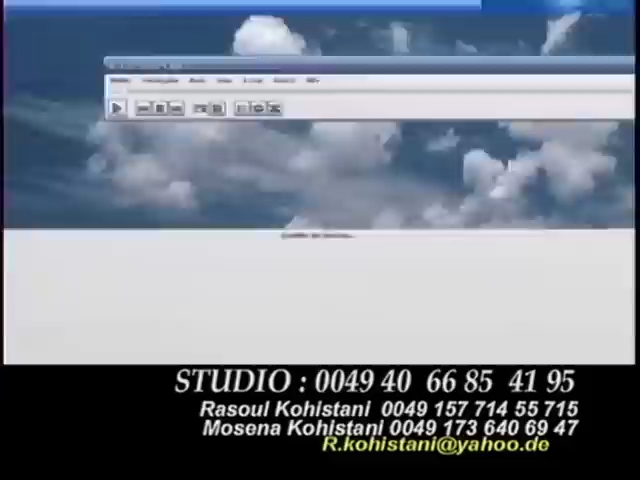 STUDIO : 0049 40 66 85 41 95
Rasoul Kohistani 0049 157 714 55 715
Mosena Kohistani 0049 173 640 69 47
R.kohistani@yahoo.de